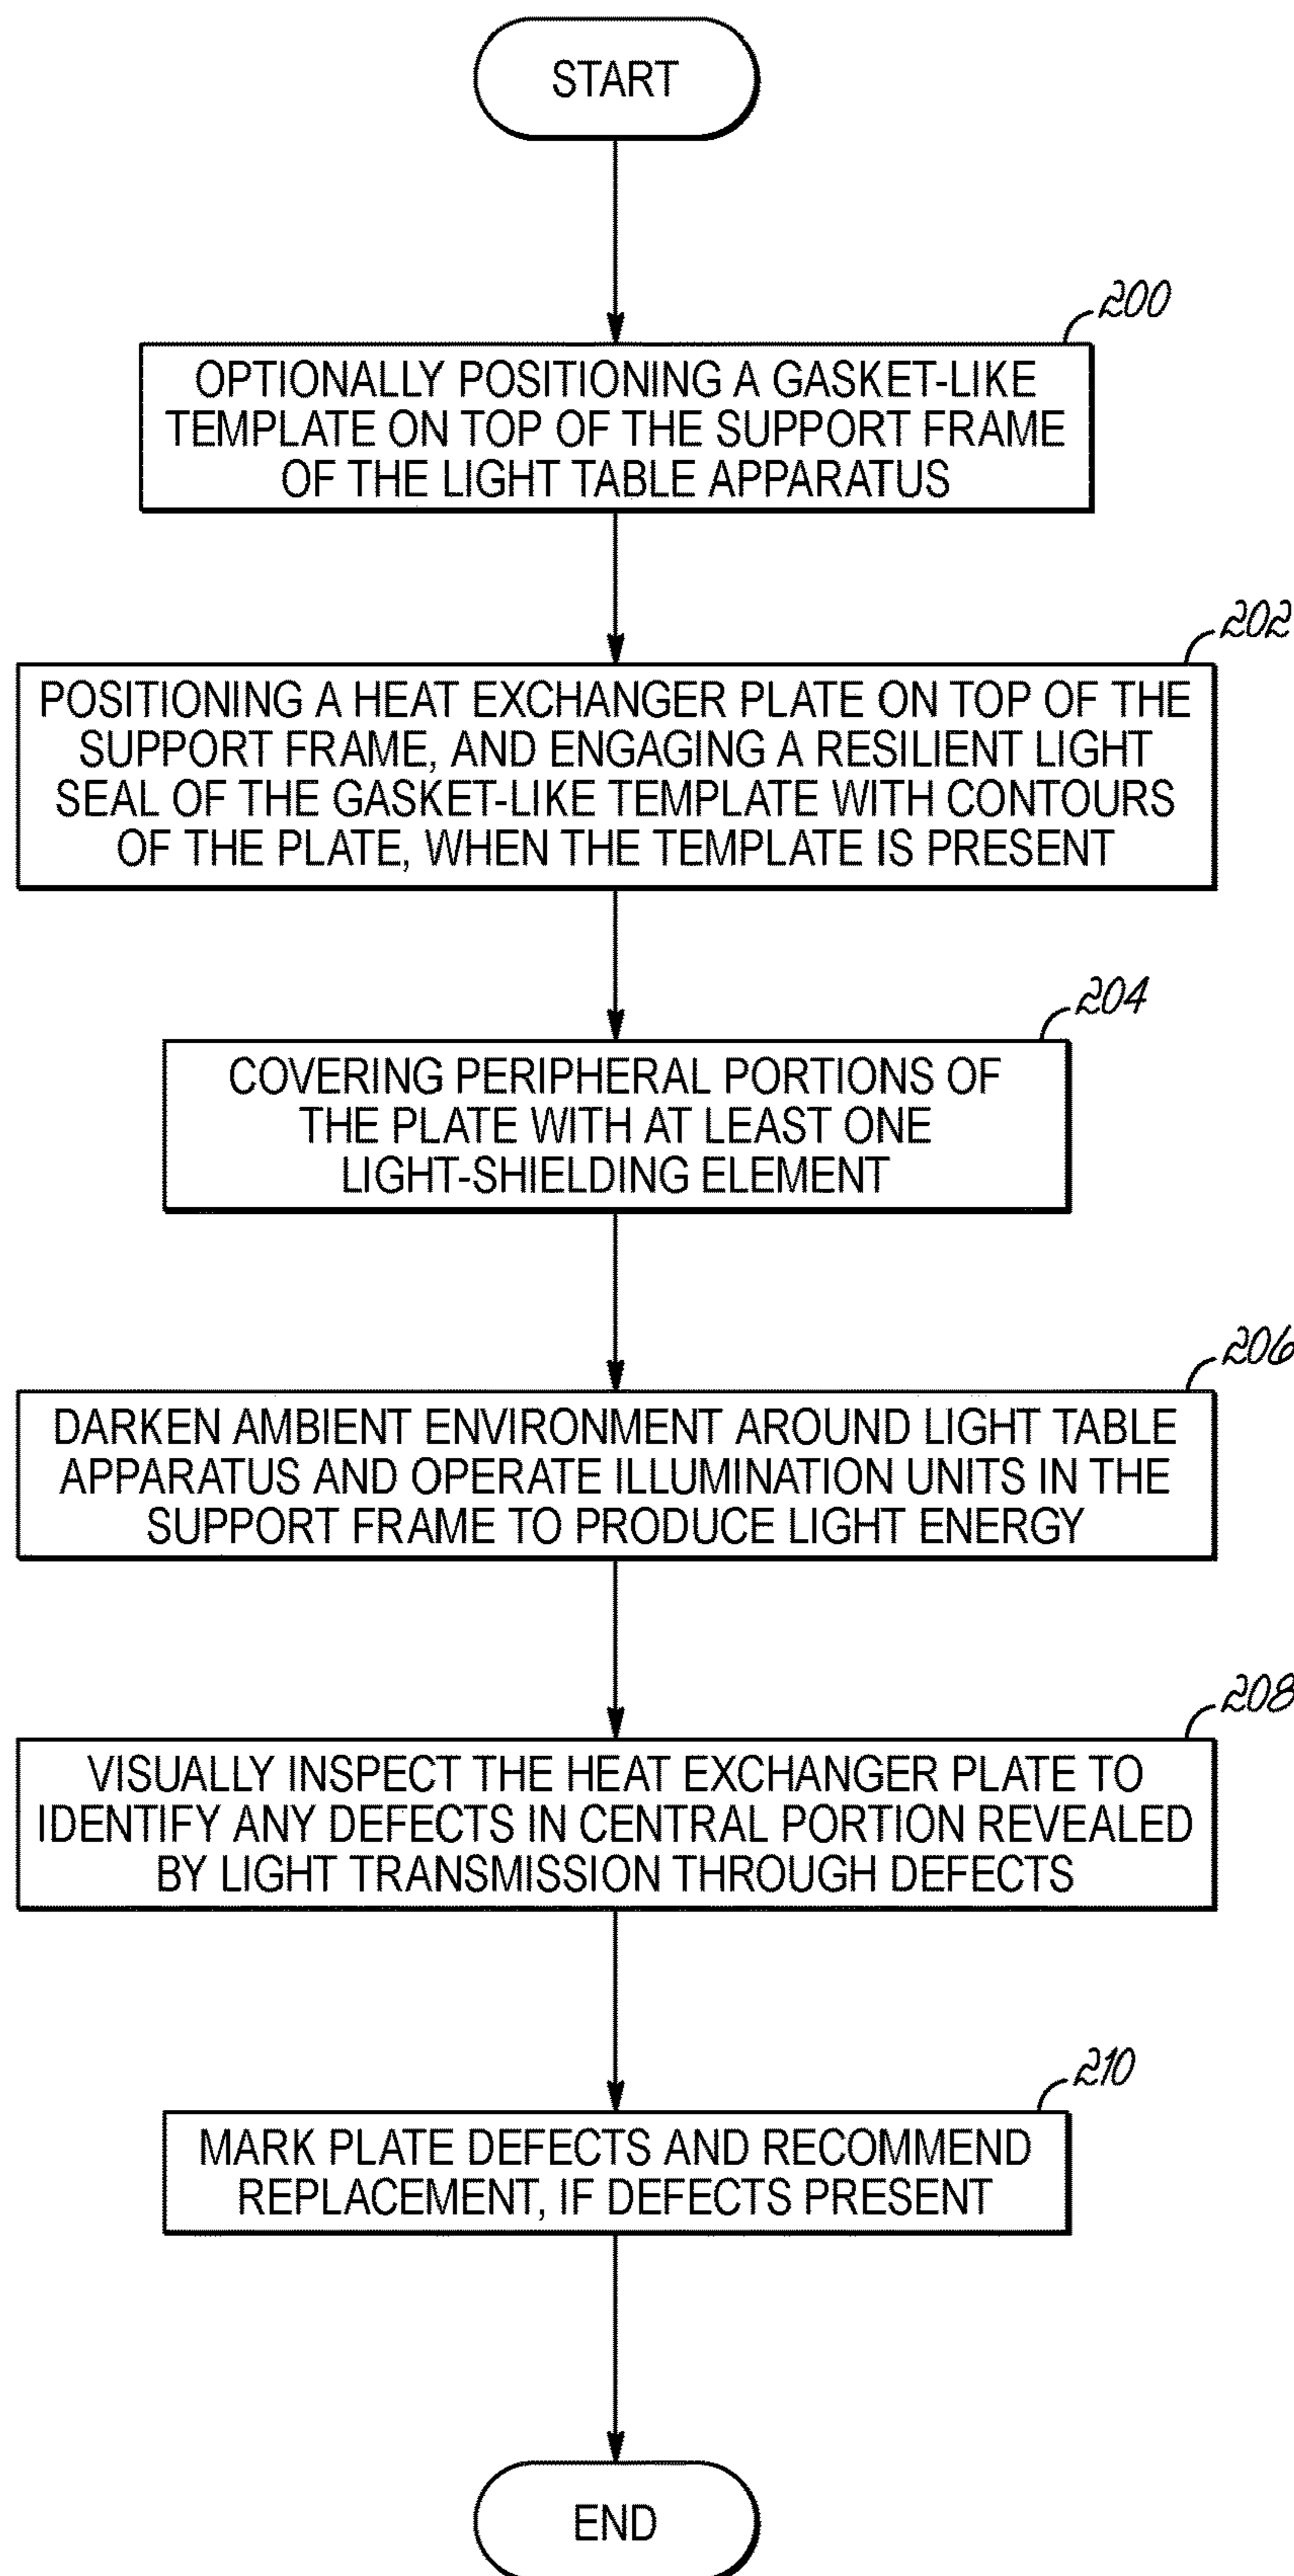 START
200
OPTIONALLY POSITIONING A GASKET-LIKE
TEMPLATE ON TOP OF THE SUPPORT FRAME
OF THE LIGHT TABLE APPARATUS
202
POSITIONING A HEAT EXCHANGER PLATE ON TOP OF THE
SUPPORT FRAME, AND ENGAGING A RESILIENT LIGHT
SEAL OF THE GASKET-LIKE TEMPLATE WITH CONTOURS
OF THE PLATE, WHEN THE TEMPLATE IS PRESENT
204
COVERING PERIPHERAL PORTIONS OF
THE PLATE WITH AT LEAST ONE
LIGHT-SHIELDING ELEMENT
206
DARKEN AMBIENT ENVIRONMENT AROUND LIGHT TABLE
APPARATUS AND OPERATE ILLUMINATION UNITS IN THE
SUPPORT FRAME TO PRODUCE LIGHT ENERGY
208
VISUALLY INSPECT THE HEAT EXCHANGER PLATE TO
IDENTIFY ANY DEFECTS IN CENTRAL PORTION REVEALED
BY LIGHT TRANSMISSION THROUGH DEFECTS
210
MARK PLATE DEFECTS AND RECOMMEND
REPLACEMENT, IF DEFECTS PRESENT
END